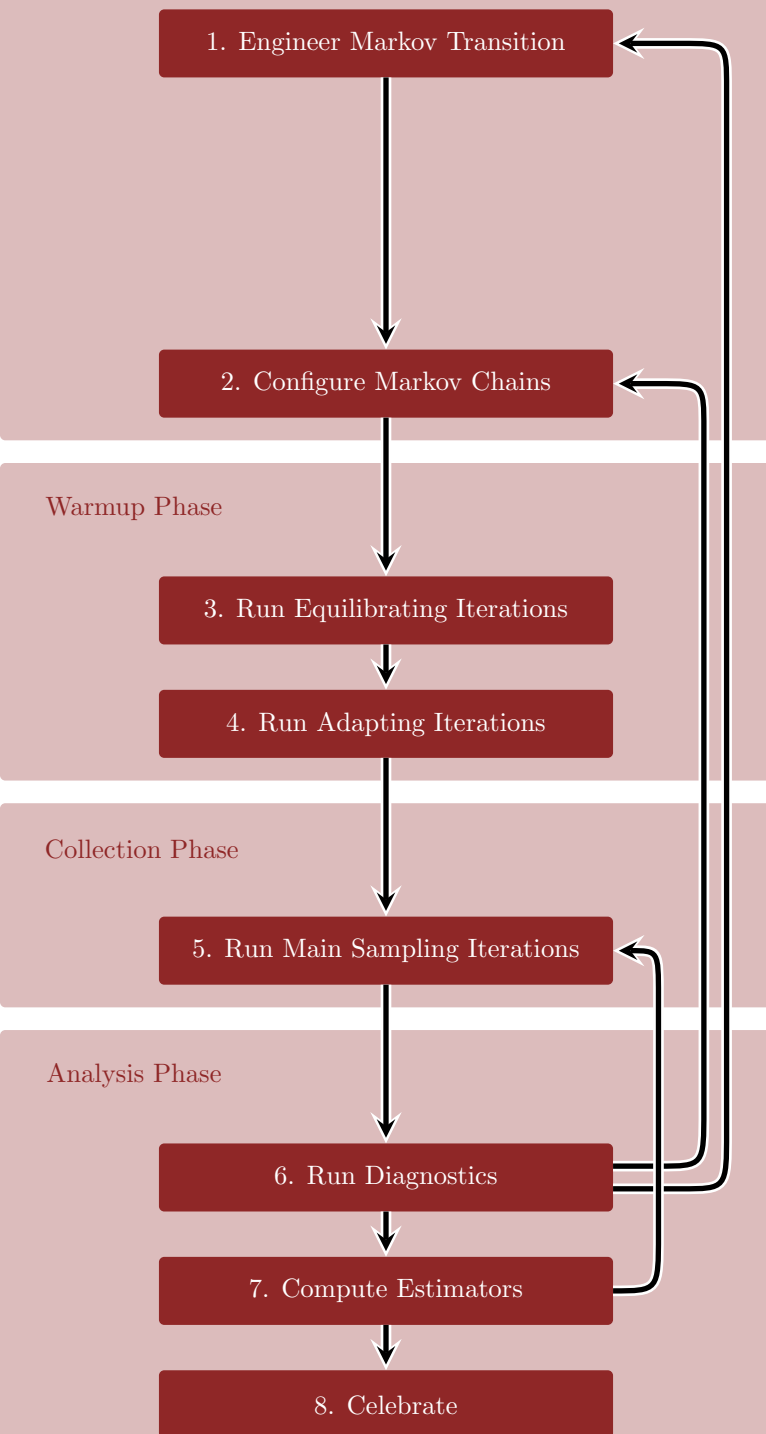 1. Engineer Markov Transition
2. Configure Markov Chains
Warmup Phase
3. Run Equilibrating Iterations
4. Run Adapting Iterations
Collection Phase
5. Run Main Sampling Iterations
Analysis Phase
6. Run Diagnostics
7. Compute Estimators
8. Celebrate